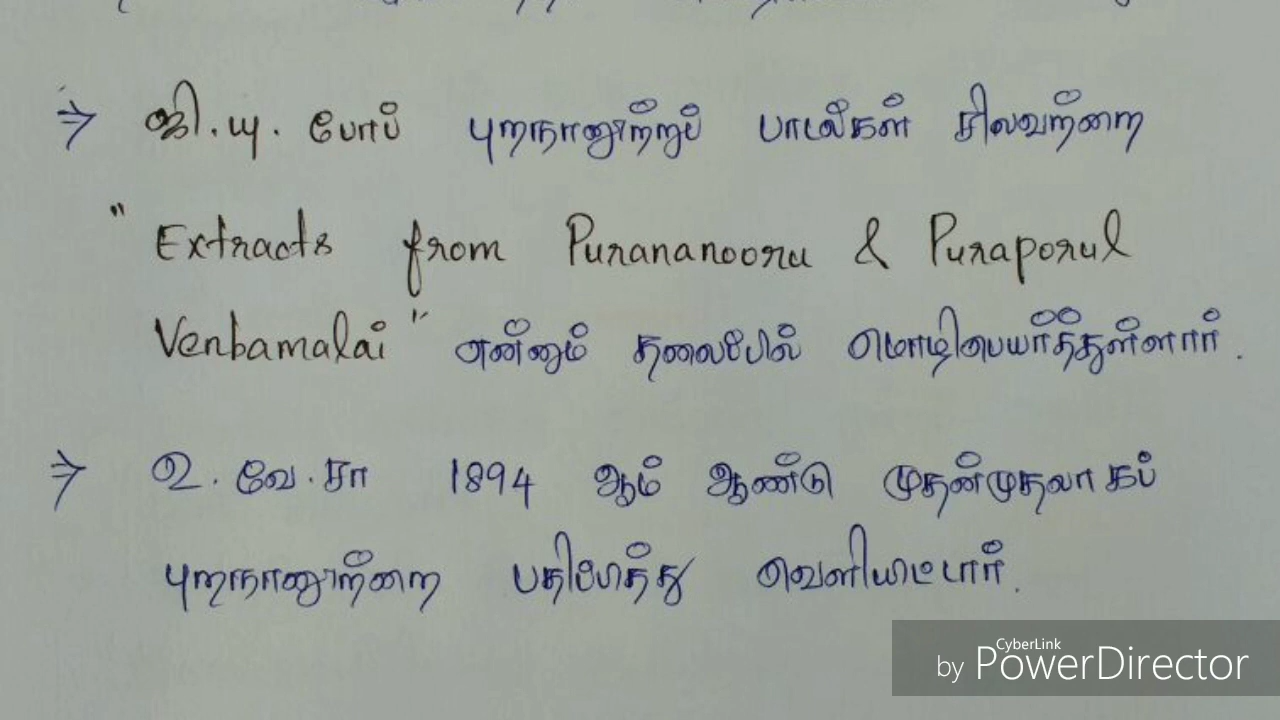 ⇒ ஜி.யு. போப் புறநானூற்றுப் பாடல்கள் சிலவற்றை
"Extracts from Purananooru & Puraporul
Venbamalai" என்னும் தலைப்பில் மொழிபெயர்த்துள்ளார்.
⇒ உ.வே.சா 1894 ஆம் ஆண்டு முதன்முதலாகப்
புறநானூற்றை பதிப்பித்து வெளியிட்டார்.
CyberLink
by PowerDirector